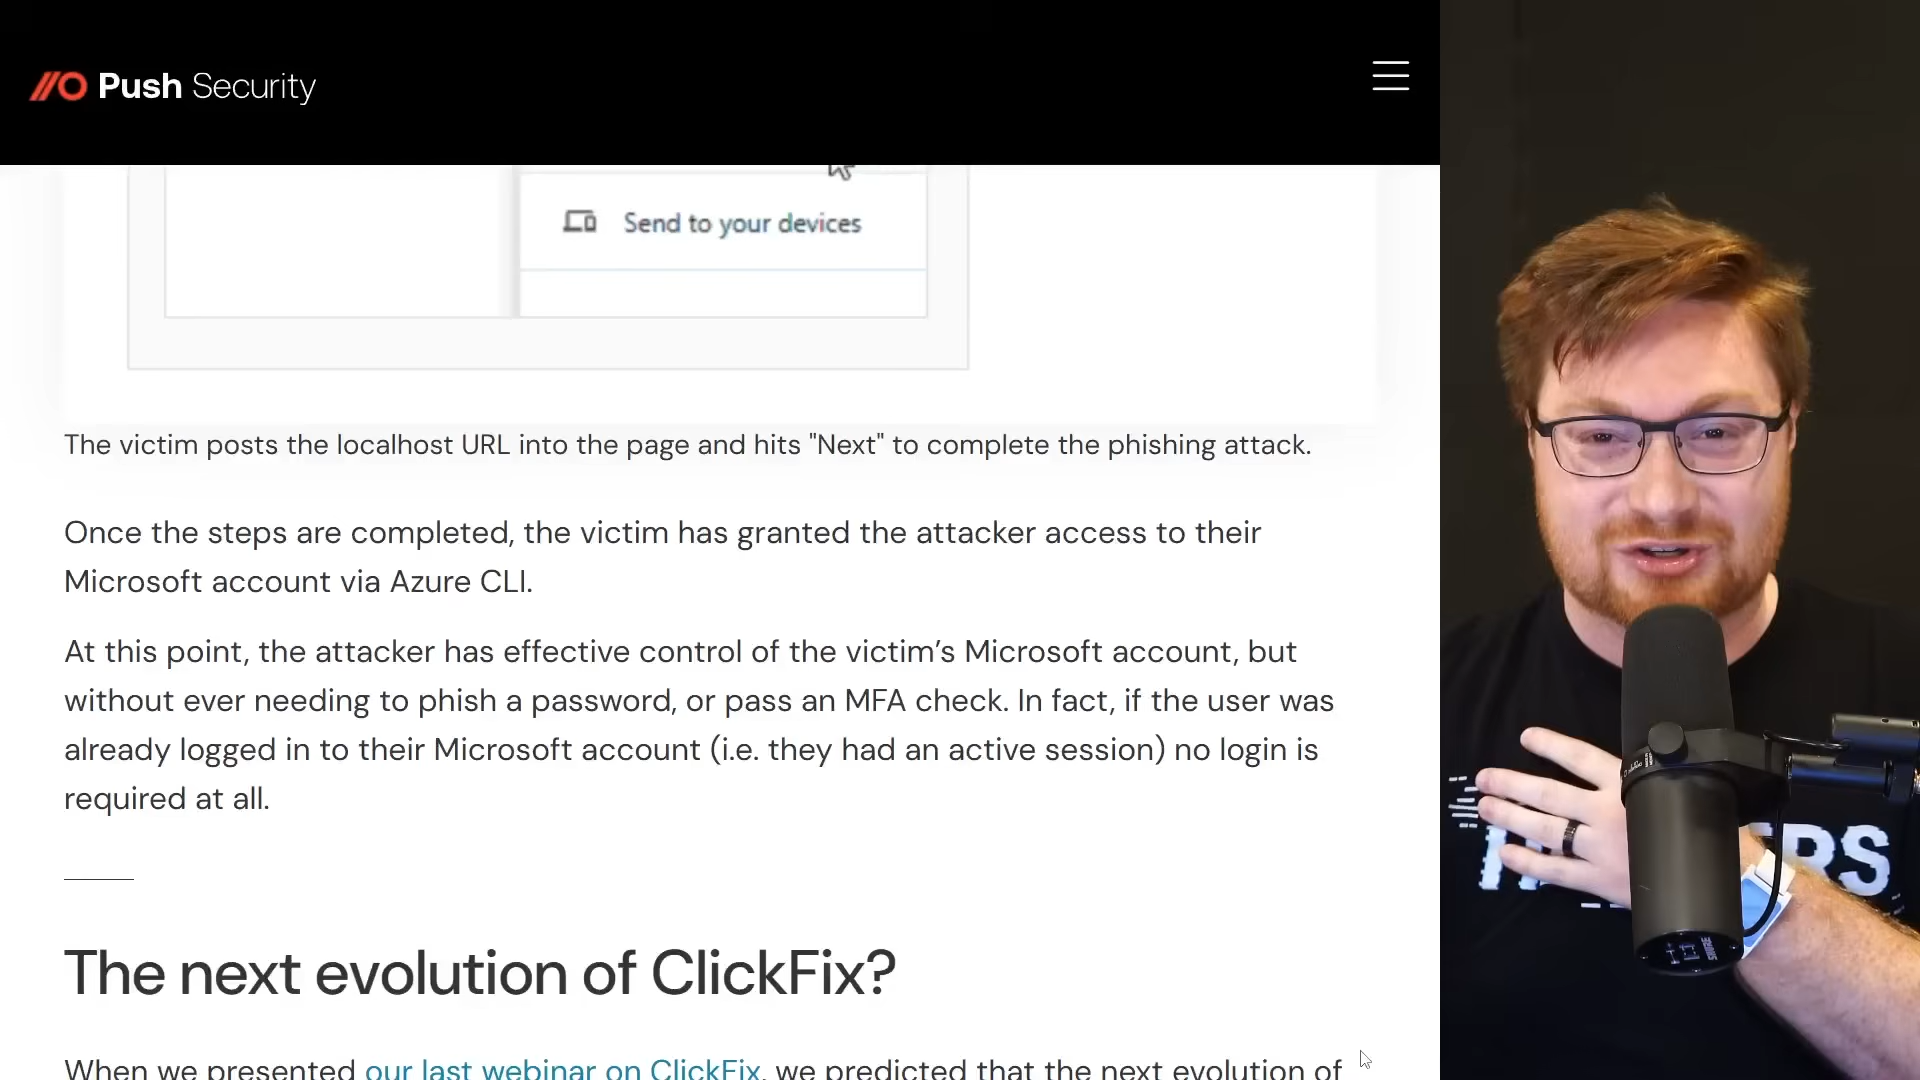 Push Security
Send to your devices
The victim posts the localhost URL into the page and hits "Next" to complete the phishing attack.
Once the steps are completed, the victim has granted the attacker access to their
Microsoft account via Azure CLI.
At this point, the attacker has effective control of the victim’s Microsoft account, but
without ever needing to phish a password, or pass an MFA check. In fact, if the user was
already logged in to their Microsoft account (i.e. they had an active session) no login is
required at all.
The next evolution of ClickFix?
When we presented our last webinar on ClickFix, we predicted that the next evolution of
SHURE